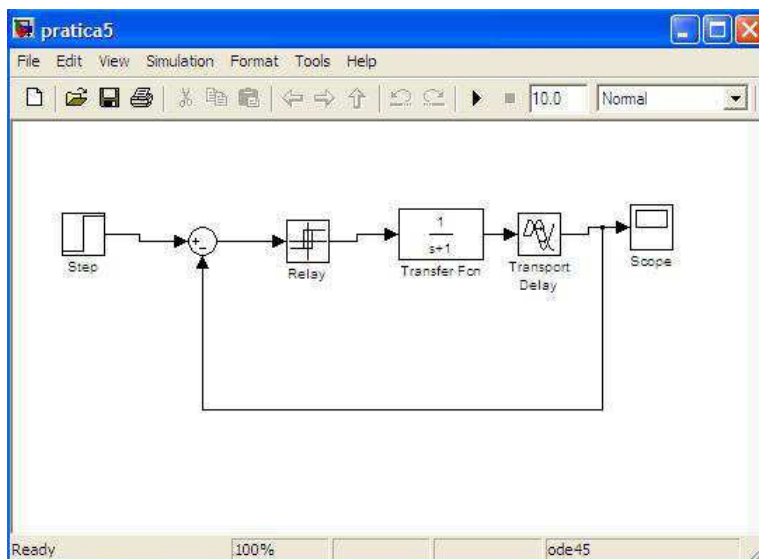 pratica5
File Edit View Simulation Format Tools Help
10.0 Normal
Step
+
-
Relay
1
s+1
Transfer Fcn
Transport
Delay
Scope
Ready 100% ode45